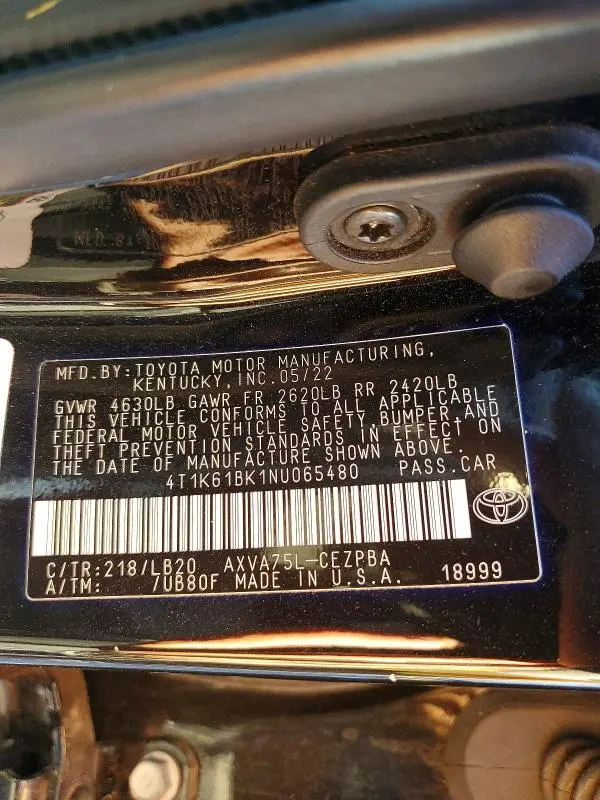 MFD.BY:TOYOTA MOTOR MANUFACTURING,
KENTUCKY, INC.05/22
GVWR 4630LB GAWR FR 2620LB RR 2420LB
THIS VEHICLE CONFORMS TO ALL APPLICABLE
FEDERAL MOTOR VEHICLE SAFETY,BUMPER,AND
THEFT PREVENTION STANDARDS IN EFFECT ON
THE DATE OF MANUFACTURE SHOWN ABOVE.
4T1K61BK1NU065480 PASS.CAR
C/TR:218/LB20 AXVA75L-CEZPBA
A/TM: 7UB80F MADE IN U.S.A. 18999